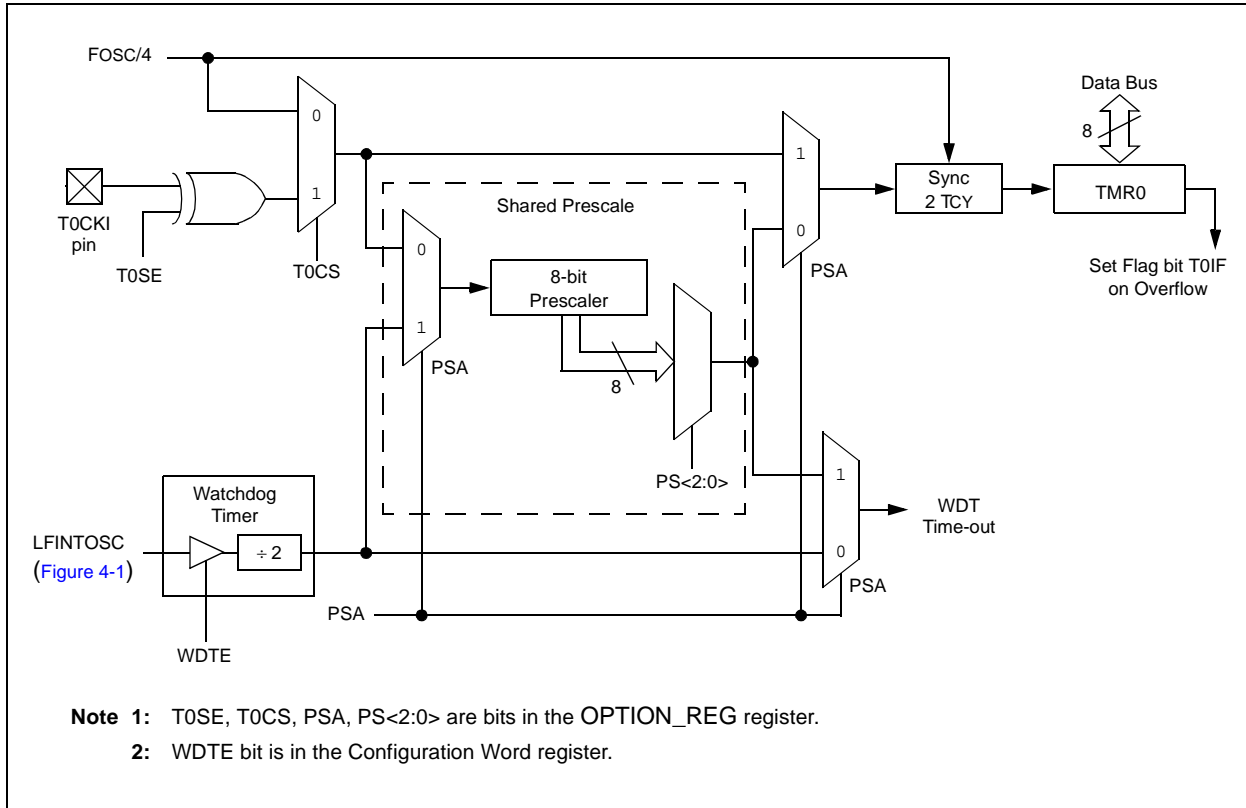 FOSC/4
Data Bus
8
0
1
T0CKI
pin
T0SE
T0CS
Shared Prescale
0
1
PSA
8-bit
Prescaler
8
PS<2:0>
1
0
PSA
Sync
2 TCY
TMR0
Set Flag bit T0IF
on Overflow
Watchdog
Timer
LFINTOSC
(Figure 4-1)
÷ 2
WDTE
PSA
1
0
PSA
WDT
Time-out
Note 1: T0SE, T0CS, PSA, PS<2:0> are bits in the OPTION_REG register.
2: WDTE bit is in the Configuration Word register.